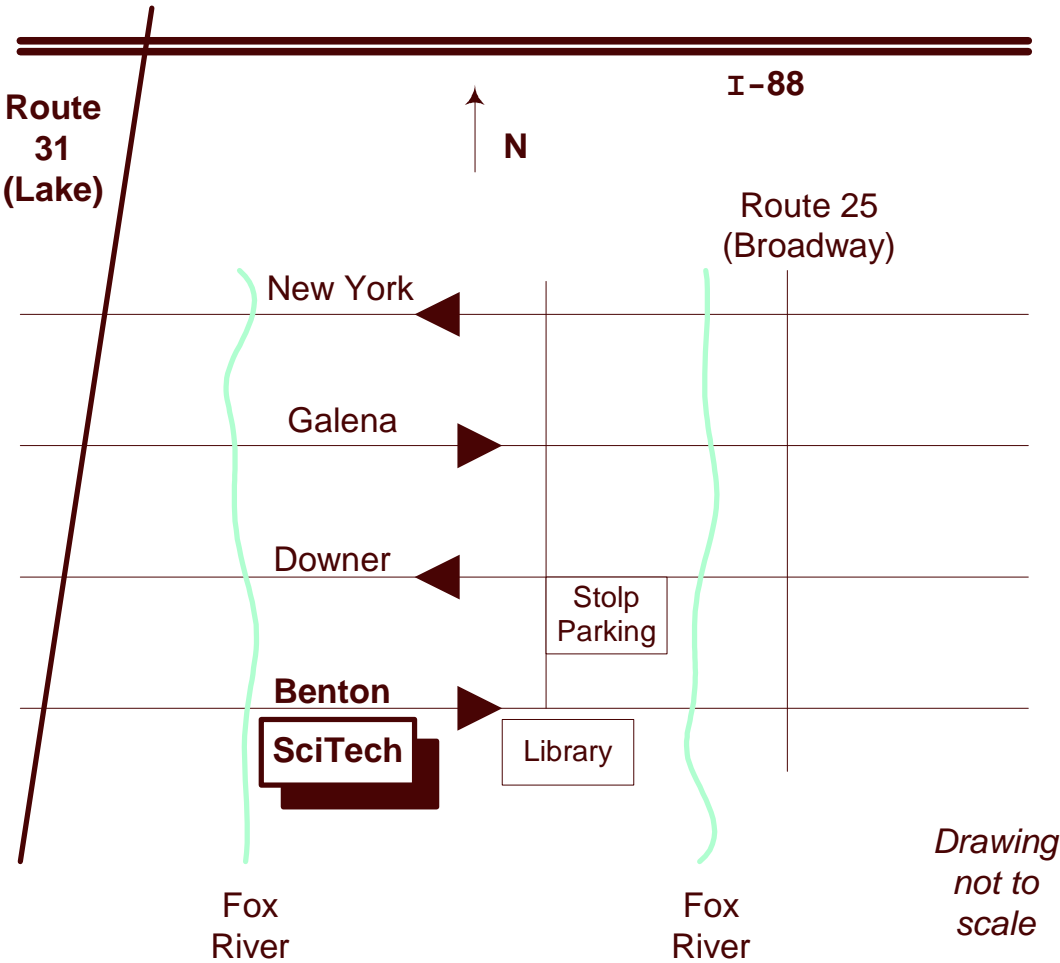 I-88
Route
31
(Lake)
N
Route 25
(Broadway)
New York
Galena
Downer
Stolp
Parking
Benton
SciTech
Library
Drawing
not to
scale
Fox
River
Fox
River